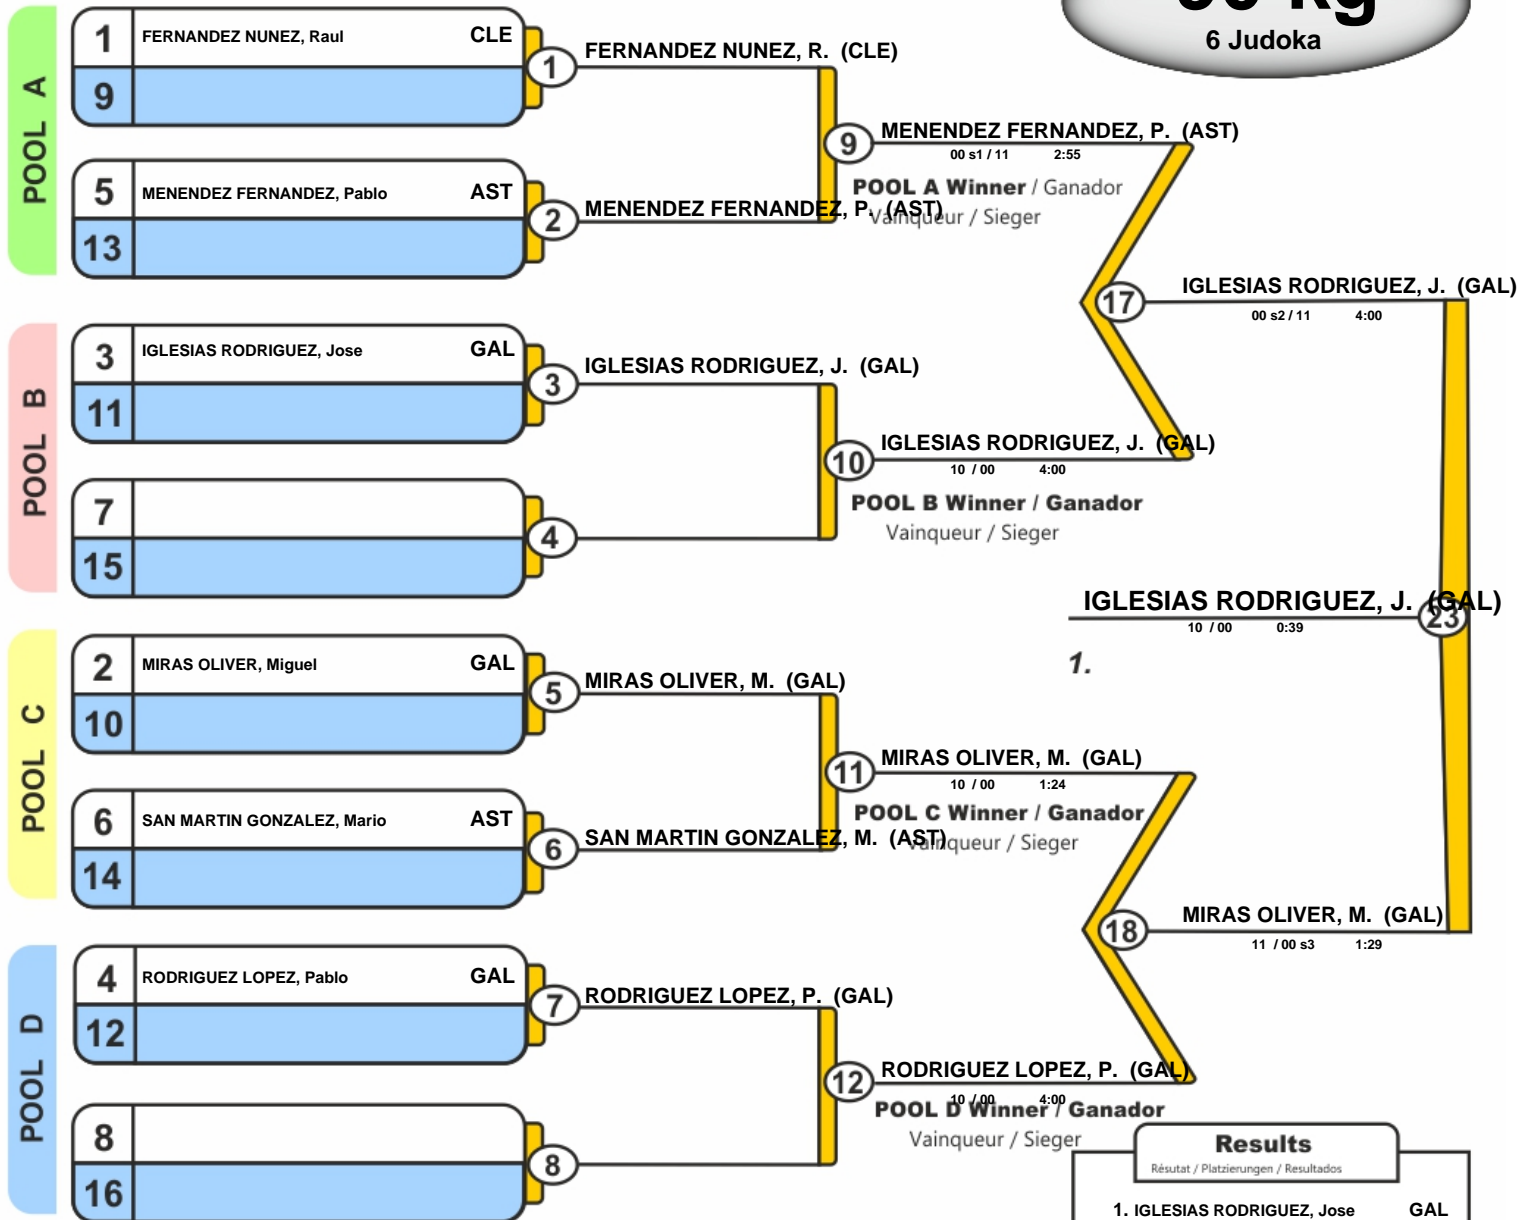 kg
6 Judoka
POOL A
1 FERNANDEZ NUNEZ, Raul CLE
9
1
FERNANDEZ NUNEZ, R. (CLE)
5 MENENDEZ FERNANDEZ, Pablo AST
13
2
MENENDEZ FERNANDEZ, P. (AST)
9
MENENDEZ FERNANDEZ, P. (AST)
00 s1 / 11 2:55
POOL A Winner / Ganador
Vainqueur / Sieger
POOL B
3 IGLESIAS RODRIGUEZ, Jose GAL
11
3
IGLESIAS RODRIGUEZ, J. (GAL)
7
15
4
10
IGLESIAS RODRIGUEZ, J. (GAL)
10 / 00 4:00
POOL B Winner / Ganador
Vainqueur / Sieger
17
IGLESIAS RODRIGUEZ, J. (GAL)
00 s2 / 11 4:00
IGLESIAS RODRIGUEZ, J. (GAL)
23
10 / 00 0:39
1.
POOL C
2 MIRAS OLIVER, Miguel GAL
10
5
MIRAS OLIVER, M. (GAL)
6 SAN MARTIN GONZALEZ, Mario AST
14
6
SAN MARTIN GONZALEZ, M. (AST)
11
MIRAS OLIVER, M. (GAL)
10 / 00 1:24
POOL C Winner / Ganador
Vainqueur / Sieger
18
MIRAS OLIVER, M. (GAL)
11 / 00 s3 1:29
POOL D
4 RODRIGUEZ LOPEZ, Pablo GAL
12
7
RODRIGUEZ LOPEZ, P. (GAL)
8
16
8
12
RODRIGUEZ LOPEZ, P. (GAL)
10 / 00 4:00
POOL D Winner / Ganador
Vainqueur / Sieger
Results
Résutat / Platzierungen / Resultados
1. IGLESIAS RODRIGUEZ, Jose GAL